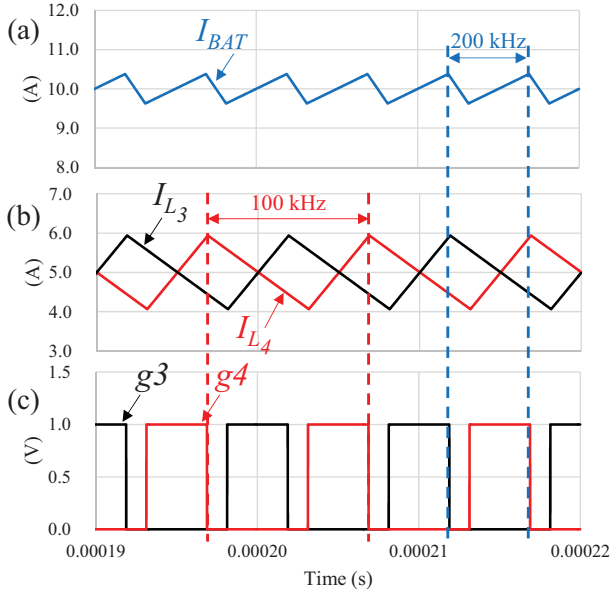 (a)
12.0
11.0
10.0
9.0
8.0
(A)
I_BAT
200 kHz
(b)
7.0
6.0
5.0
4.0
3.0
(A)
I_L3
100 kHz
I_L4
(c)
1.5
1.0
0.5
0.0
(V)
g3
g4
0.00019
0.00020
0.00021
0.00022
Time (s)